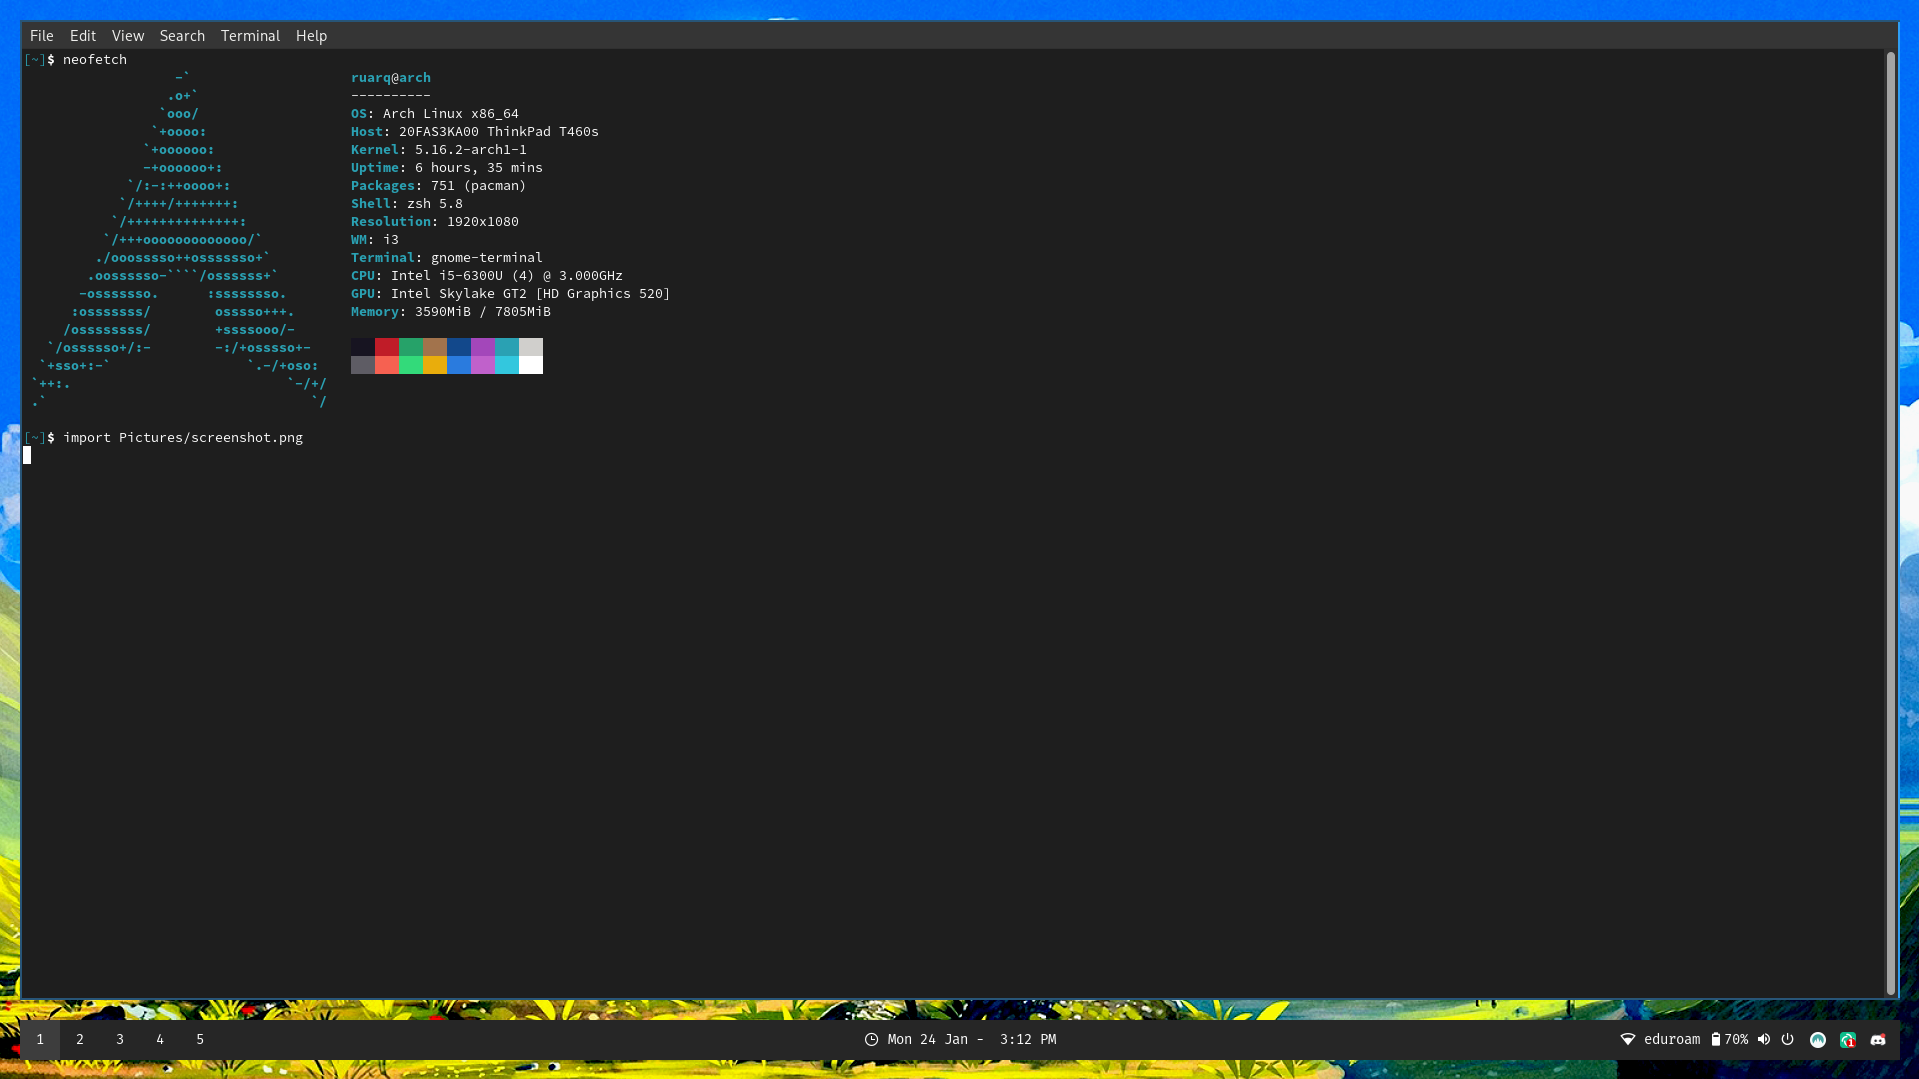 File Edit View Search Terminal Help
[~]$ neofetch
                   -`                    ruarq@arch
                  .o+`                   ----------
                 `ooo/                   OS: Arch Linux x86_64
                `+oooo:                  Host: 20FAS3KA00 ThinkPad T460s
               `+oooooo:                 Kernel: 5.16.2-arch1-1
               -+oooooo+:                Uptime: 6 hours, 35 mins
             `/:-:++oooo+:               Packages: 751 (pacman)
            `/++++/+++++++:              Shell: zsh 5.8
           `/++++++++++++++:             Resolution: 1920x1080
          `/+++ooooooooooooo/`           WM: i3
         ./ooosssso++osssssso+`          Terminal: gnome-terminal
        .oossssso-````/ossssss+`         CPU: Intel i5-6300U (4) @ 3.000GHz
       -osssssso.      :ssssssso.        GPU: Intel Skylake GT2 [HD Graphics 520]
      :osssssss/        osssso+++.       Memory: 3590MiB / 7805MiB
     /ossssssss/        +ssssooo/-
   `/ossssso+/:-        -:/+osssso+-
  `+sso+:-`                 `.-/+oso:
 `++:.                           `-/+/
 .`                                 `/
[~]$ import Pictures/screenshot.png
1 2 3 4 5 Mon 24 Jan - 3:12 PM eduroam 70% 1